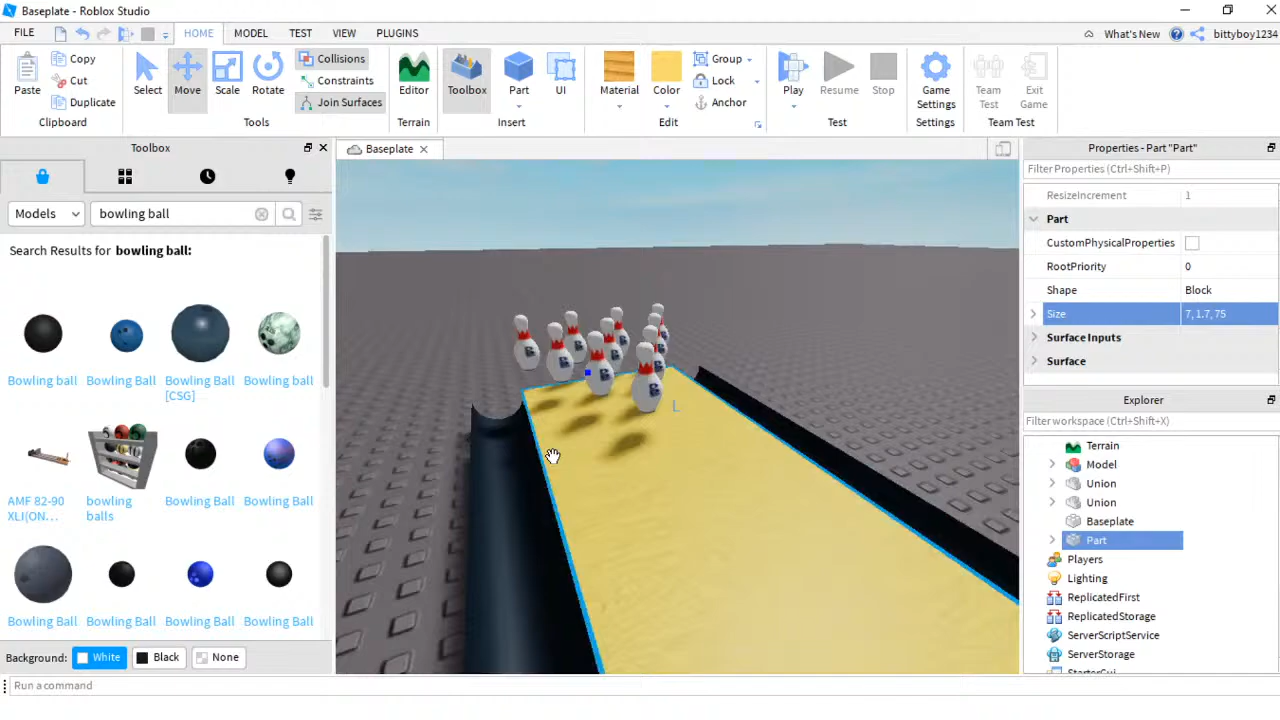 Baseplate - Roblox Studio
FILE HOME MODEL TEST VIEW PLUGINS What's New bittyboy1234
Paste Copy Cut Duplicate Clipboard
Select Move Scale Rotate Collisions Constraints Join Surfaces Tools
Editor Terrain
Toolbox Part UI Insert
Material Color Group Lock Anchor Edit
Play Resume Stop Test
Game Settings Settings
Team Test Exit Game Team Test
Toolbox
Models bowling ball
Search Results for bowling ball:
Bowling ball Bowling Ball Bowling Ball [CSG] Bowling ball
AMF 82-90 XLI(ON... bowling balls Bowling Ball Bowling Ball
Bowling Ball Bowling Ball Bowling Ball Bowling Ball
Background: White Black None
Run a command
Baseplate
B
B
B
B
L
Properties - Part "Part"
Filter Properties (Ctrl+Shift+P)
ResizeIncrement 1
Part
CustomPhysicalProperties
RootPriority 0
Shape Block
Size 7, 1.7, 75
Surface Inputs
Surface
Explorer
Filter workspace (Ctrl+Shift+X)
Terrain
Model
Union
Union
Baseplate
Part
Players
Lighting
ReplicatedFirst
ReplicatedStorage
ServerScriptService
ServerStorage
StarterGui